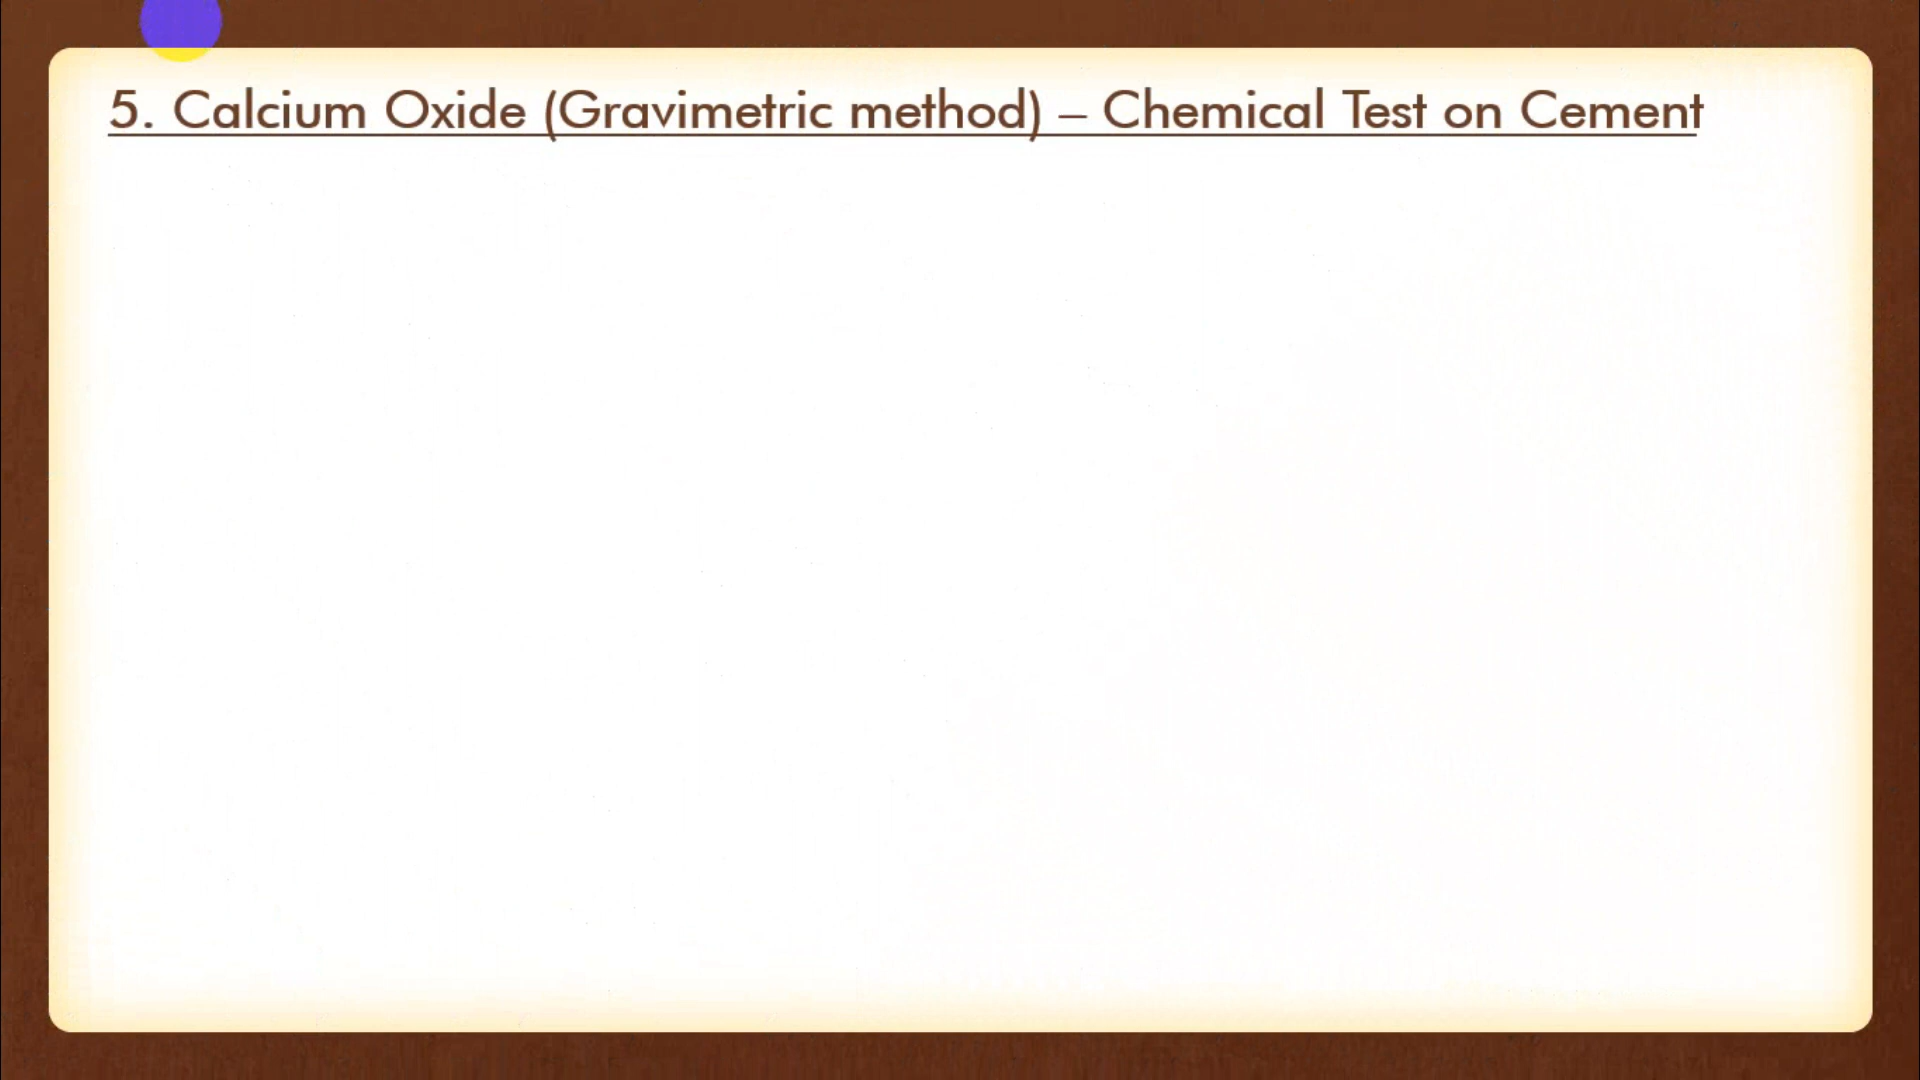 5. Calcium Oxide (Gravimetric method) – Chemical Test on Cement